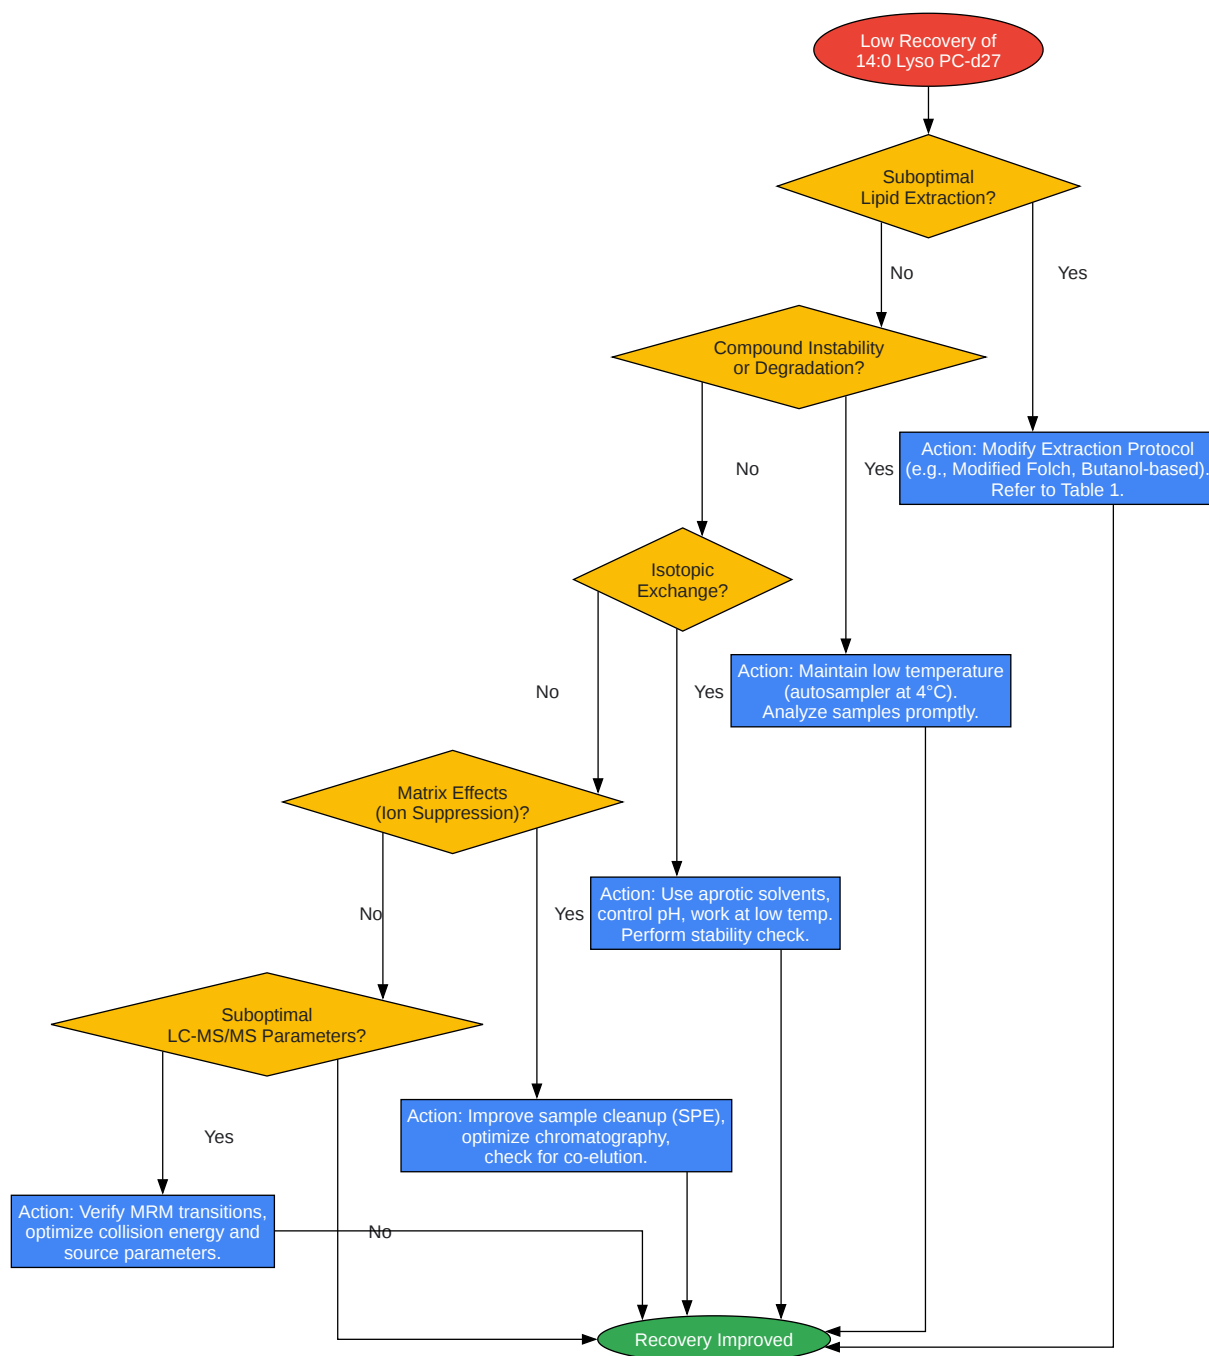 Low Recovery of
14:0 Lyso PC-d27
Suboptimal
Lipid Extraction?
No
Yes
Compound Instability
or Degradation?
Action: Modify Extraction Protocol
(e.g., Modified Folch, Butanol-based).
Refer to Table 1.
No
Yes
Isotopic
Exchange?
Action: Maintain low temperature
(autosampler at 4°C).
Analyze samples promptly.
No
Yes
Matrix Effects
(Ion Suppression)?
Action: Use aprotic solvents,
control pH, work at low temp.
Perform stability check.
No
Yes
Suboptimal
LC-MS/MS Parameters?
Action: Improve sample cleanup (SPE),
optimize chromatography,
check for co-elution.
Yes
Action: Verify MRM transitions,
optimize collision energy and
source parameters.
No
Recovery Improved